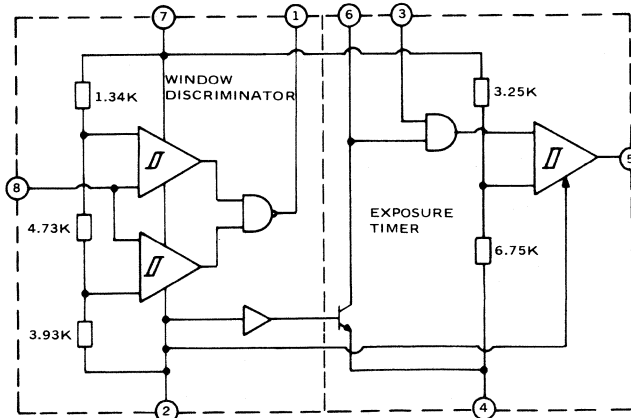 7
1
6
3
WINDOW
DISCRIMINATOR
1.34K
3.25K
8
5
4.73K
EXPOSURE
TIMER
6.75K
3.93K
2
4